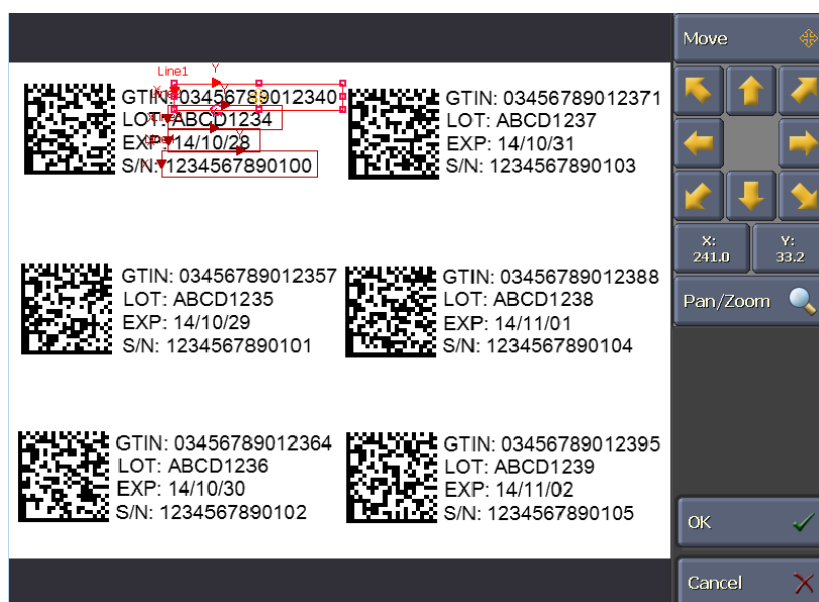 Line1
Y
GTIN: 03456789012340
LOT: ABCD1234
EXP: 14/10/28
S/N: 1234567890100
GTIN: 03456789012371
LOT: ABCD1237
EXP: 14/10/31
S/N: 1234567890103
GTIN: 03456789012357
LOT: ABCD1235
EXP: 14/10/29
S/N: 1234567890101
GTIN: 03456789012388
LOT: ABCD1238
EXP: 14/11/01
S/N: 1234567890104
GTIN: 03456789012364
LOT: ABCD1236
EXP: 14/10/30
S/N: 1234567890102
GTIN: 03456789012395
LOT: ABCD1239
EXP: 14/11/02
S/N: 1234567890105
Move
X:
241.0
Y:
33.2
Pan/Zoom
OK
Cancel